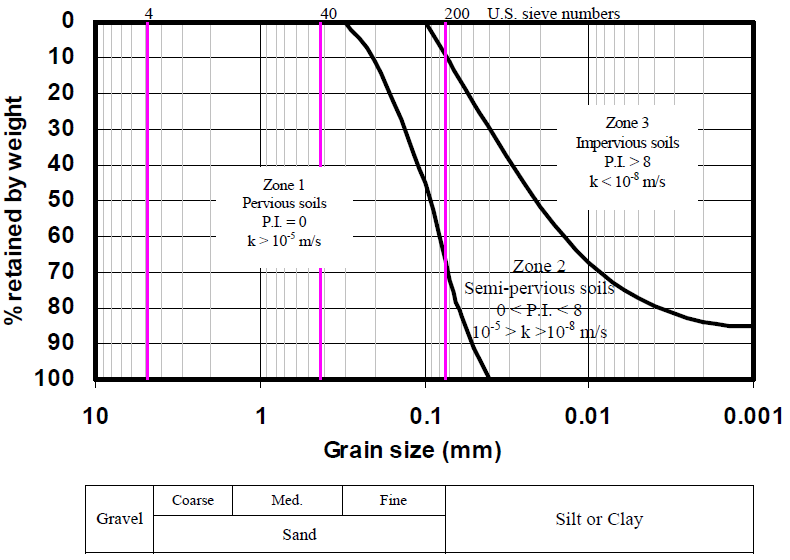 4 40 200 U.S. sieve numbers
% retained by weight
0
10
20
30
40
50
60
70
80
90
100
Zone 1
Pervious soils
P.I. = 0
k > 10⁻⁵ m/s
Zone 3
Impervious soils
P.I. > 8
k < 10⁻⁸ m/s
Zone 2
Semi-pervious soils
0 < P.I. < 8
10⁻⁵ > k >10⁻⁸ m/s
10 1 0.1 0.01 0.001
Grain size (mm)
Gravel
Coarse Med. Fine
Sand
Silt or Clay